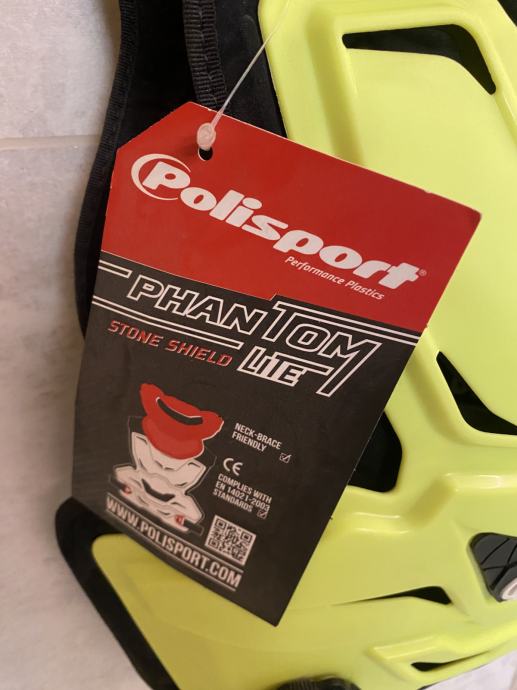 Polisport®
Performance Plastics
PHANTOM
STONE SHIELD LITE
NECK-BRACE
FRIENDLY
CE
COMPLIES WITH
EN 14021-2003
STANDARDS
WWW.POLISPORT.COM